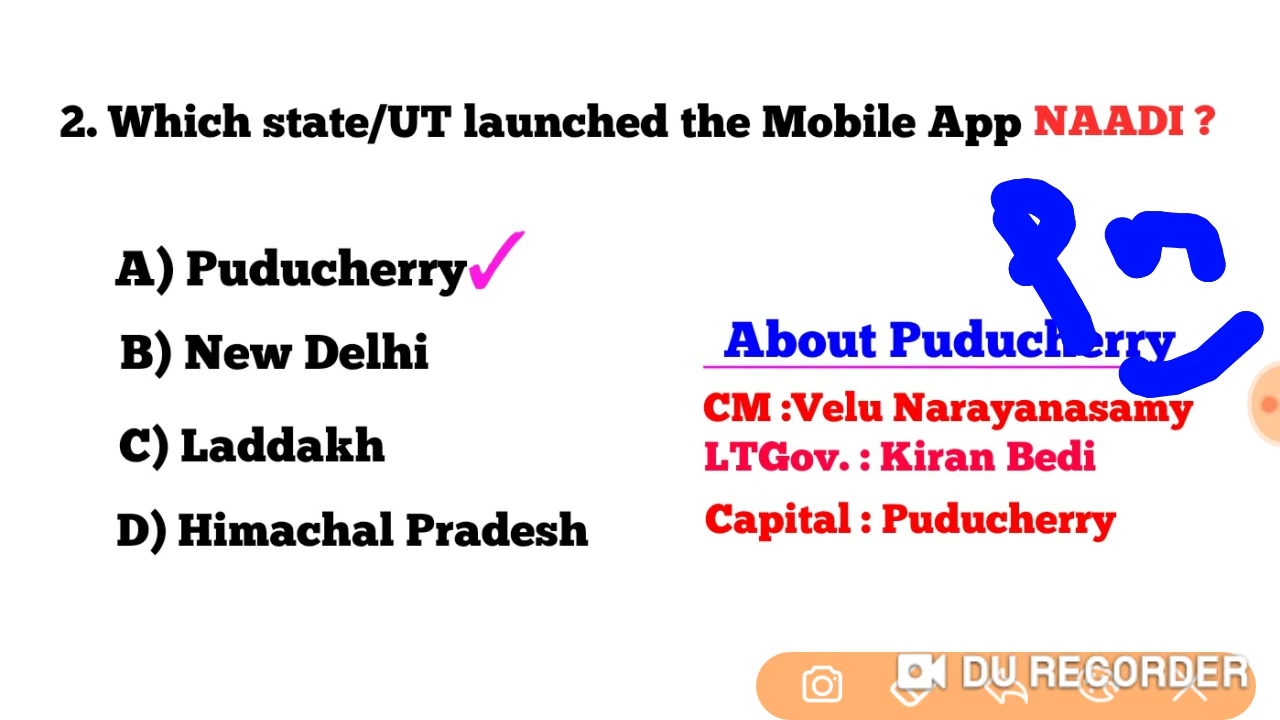 2. Which state/UT launched the Mobile App NAADI ?
A) Puducherry
B) New Delhi
C) Laddakh
D) Himachal Pradesh
About Puducherry
CM :Velu Narayanasamy
LTGov. : Kiran Bedi
Capital : Puducherry
DU RECORDER